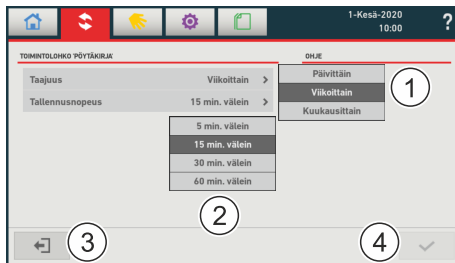 1-Kesä-2020
10:00
?
TOIMINTOLOHKO 'PÖYTÄKIRJA'
OHJE
Taajuus Viikoittain >
Tallennusnopeus 15 min. välein >
Päivittäin
Viikoittain
Kuukausittain
1
5 min. välein
15 min. välein
30 min. välein
60 min. välein
2
3
4